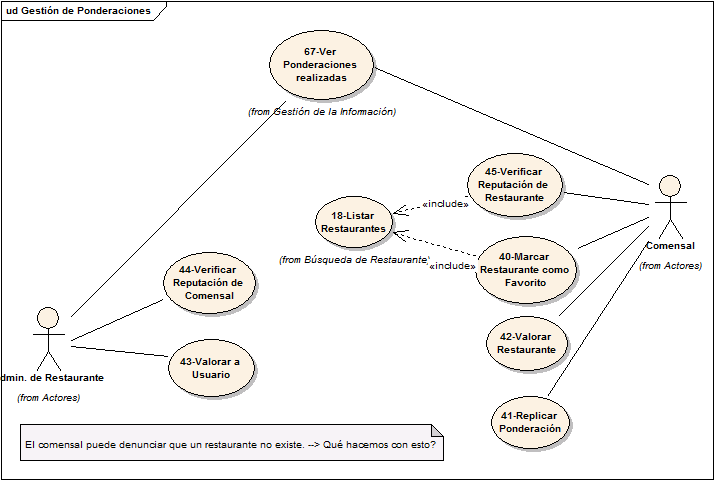 ud Gestión de Ponderaciones
67-Ver
Ponderaciones
realizadas
(from Gestión de la Información)
45-Verificar
Reputación de
Restaurante
«include»
18-Listar
Restaurantes
(from Búsqueda de Restaurante)
«include»
40-Marcar
Restaurante como
Favorito
Comensal
(from Actores)
44-Verificar
Reputación de
Comensal
42-Valorar
Restaurante
43-Valorar a
Usuario
dmin. de Restaurante
(from Actores)
41-Replicar
Ponderación
El comensal puede denunciar que un restaurante no existe. --> Qué hacemos con esto?